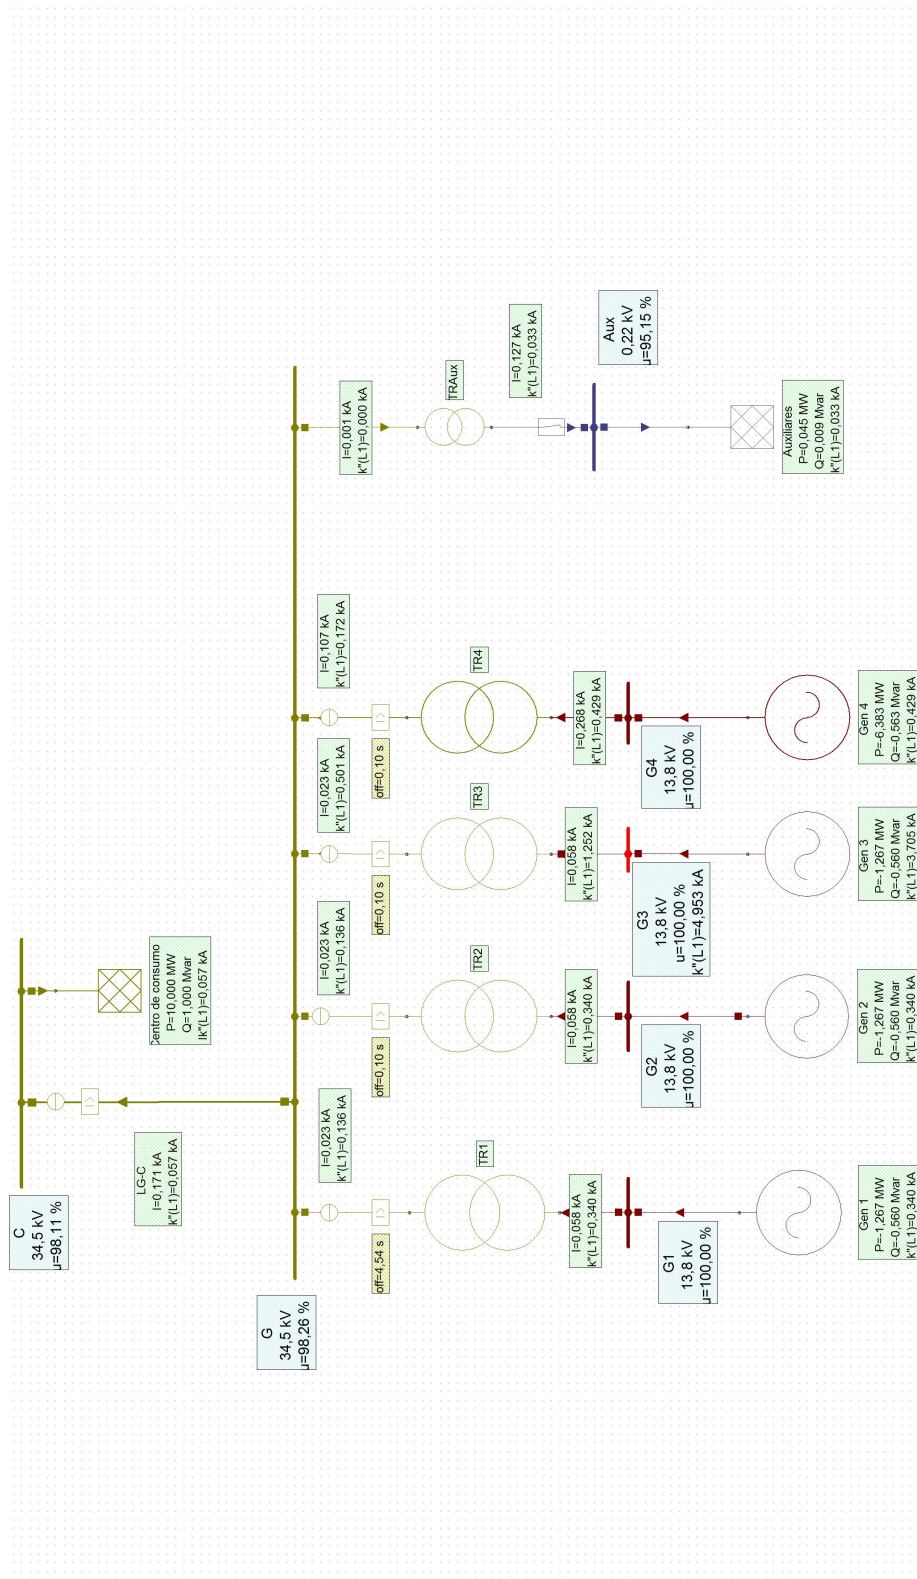 C
34,5 kV
u=98,11 %
LG-C
I=0,171 kA
k"(L1)=0,057 kA
Centro de consumo
P=10,000 MW
Q=1,000 Mvar
Ik"(L1)=0,057 kA
G
34,5 kV
u=98,26 %
I=0,023 kA
k"(L1)=0,136 kA
I=0,023 kA
k"(L1)=0,136 kA
I=0,023 kA
k"(L1)=0,501 kA
I=0,107 kA
k"(L1)=0,172 kA
I=0,001 kA
k"(L1)=0,000 kA
I>
I>
I>
I>
I>
off=4,54 s
off=0,10 s
off=0,10 s
off=0,10 s
TR1
TR2
TR3
TR4
TRAux
I=0,127 kA
k"(L1)=0,033 kA
I=0,058 kA
k"(L1)=0,340 kA
I=0,058 kA
k"(L1)=0,340 kA
I=0,058 kA
k"(L1)=1,252 kA
I=0,268 kA
k"(L1)=0,429 kA
Aux
0,22 kV
u=95,15 %
G1
13,8 kV
u=100,00 %
G2
13,8 kV
u=100,00 %
G3
13,8 kV
u=100,00 %
k"(L1)=4,953 kA
G4
13,8 kV
u=100,00 %
Auxiliares
P=0,045 MW
Q=0,009 Mvar
k"(L1)=0,033 kA
Gen 1
P=-1,267 MW
Q=-0,560 Mvar
k"(L1)=0,340 kA
Gen 2
P=-1,267 MW
Q=-0,560 Mvar
k"(L1)=0,340 kA
Gen 3
P=-1,267 MW
Q=-0,560 Mvar
k"(L1)=3,705 kA
Gen 4
P=-6,383 MW
Q=-0,563 Mvar
k"(L1)=0,429 kA